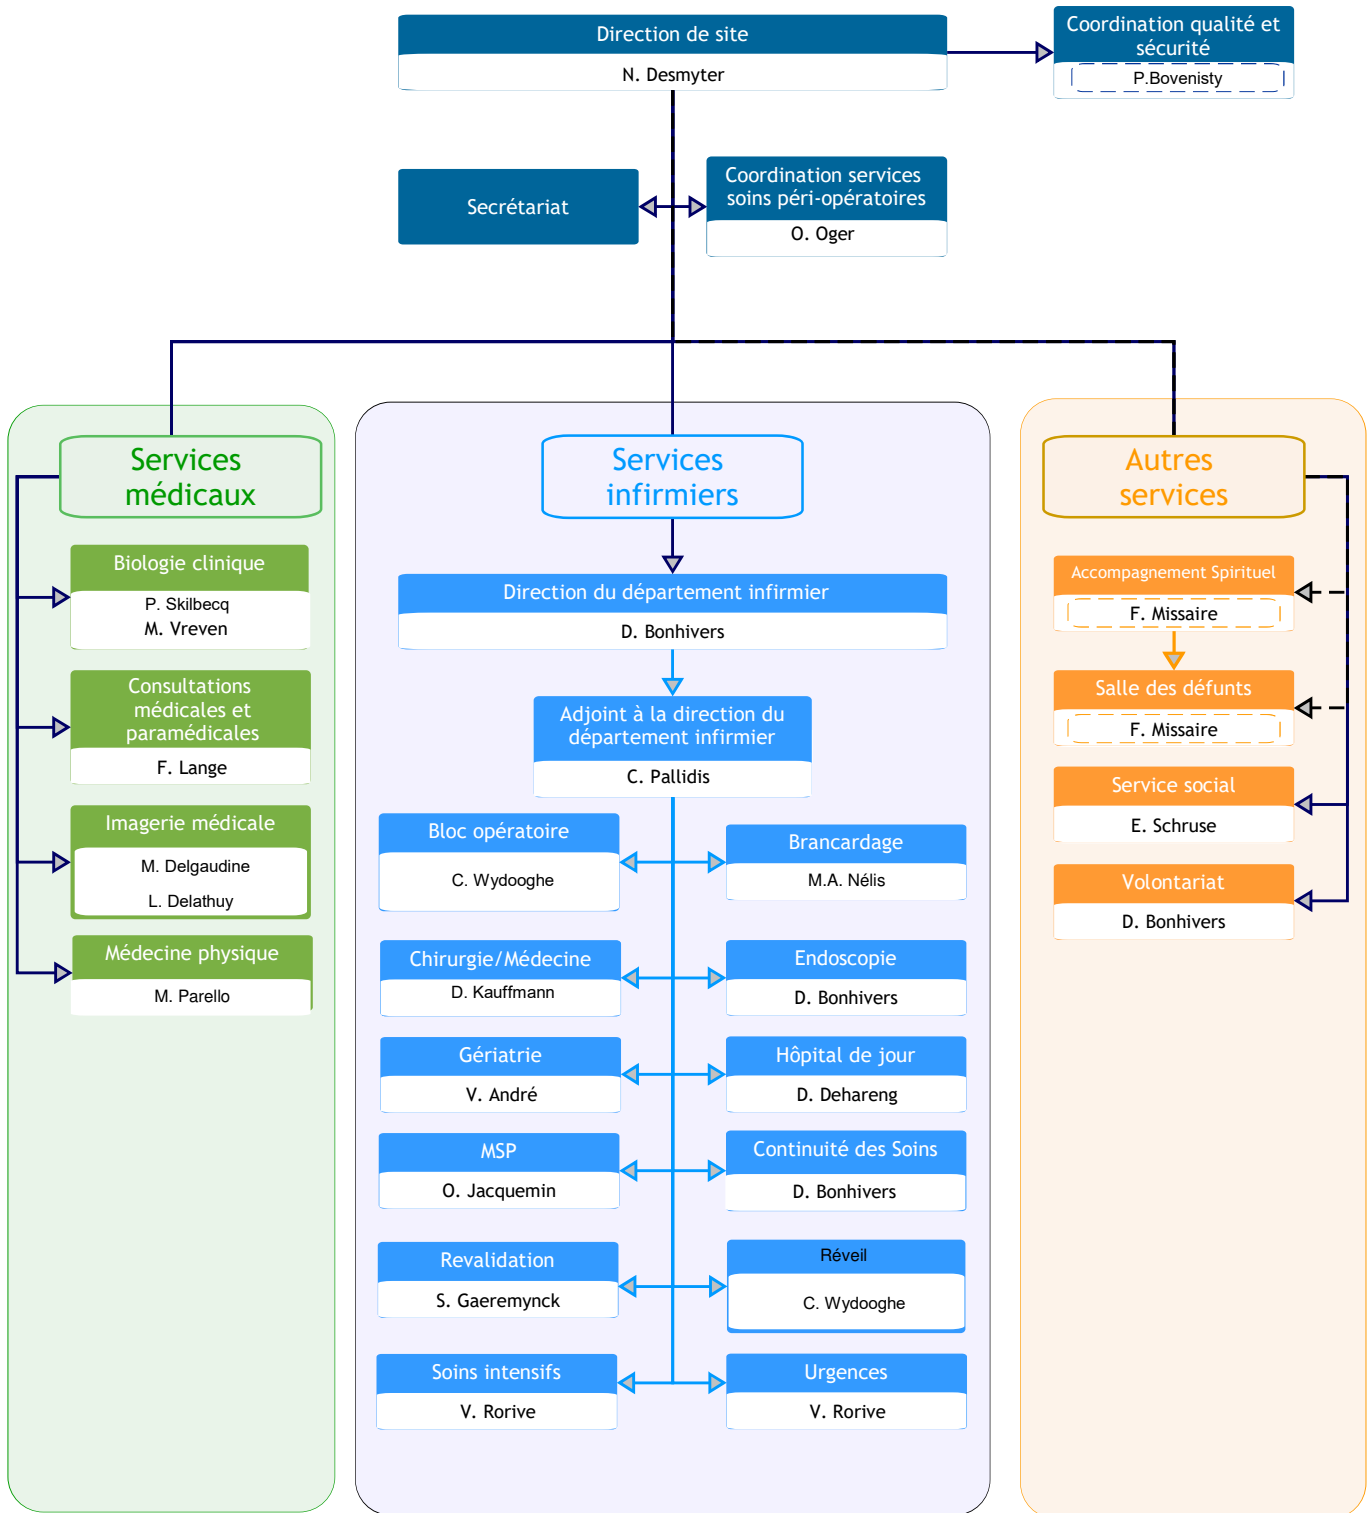 Direction de site
N. Desmyter
Coordination qualité et
sécurité
P.Bovenisty
Secrétariat
Coordination services
soins péri-opératoires
O. Oger
Services
médicaux
Biologie clinique
P. Skilbecq
M. Vreven
Consultations
médicales et
paramédicales
F. Lange
Imagerie médicale
M. Delgaudine
L. Delathuy
Médecine physique
M. Parello
Services
infirmiers
Direction du département infirmier
D. Bonhivers
Adjoint à la direction du
département infirmier
C. Pallidis
Bloc opératoire
C. Wydooghe
Brancardage
M.A. Nélis
Chirurgie/Médecine
D. Kauffmann
Endoscopie
D. Bonhivers
Gériatrie
V. André
Hôpital de jour
D. Dehareng
MSP
O. Jacquemin
Continuité des Soins
D. Bonhivers
Revalidation
S. Gaeremynck
Réveil
C. Wydooghe
Soins intensifs
V. Rorive
Urgences
V. Rorive
Autres
services
Accompagnement Spirituel
F. Missaire
Salle des défunts
F. Missaire
Service social
E. Schruse
Volontariat
D. Bonhivers